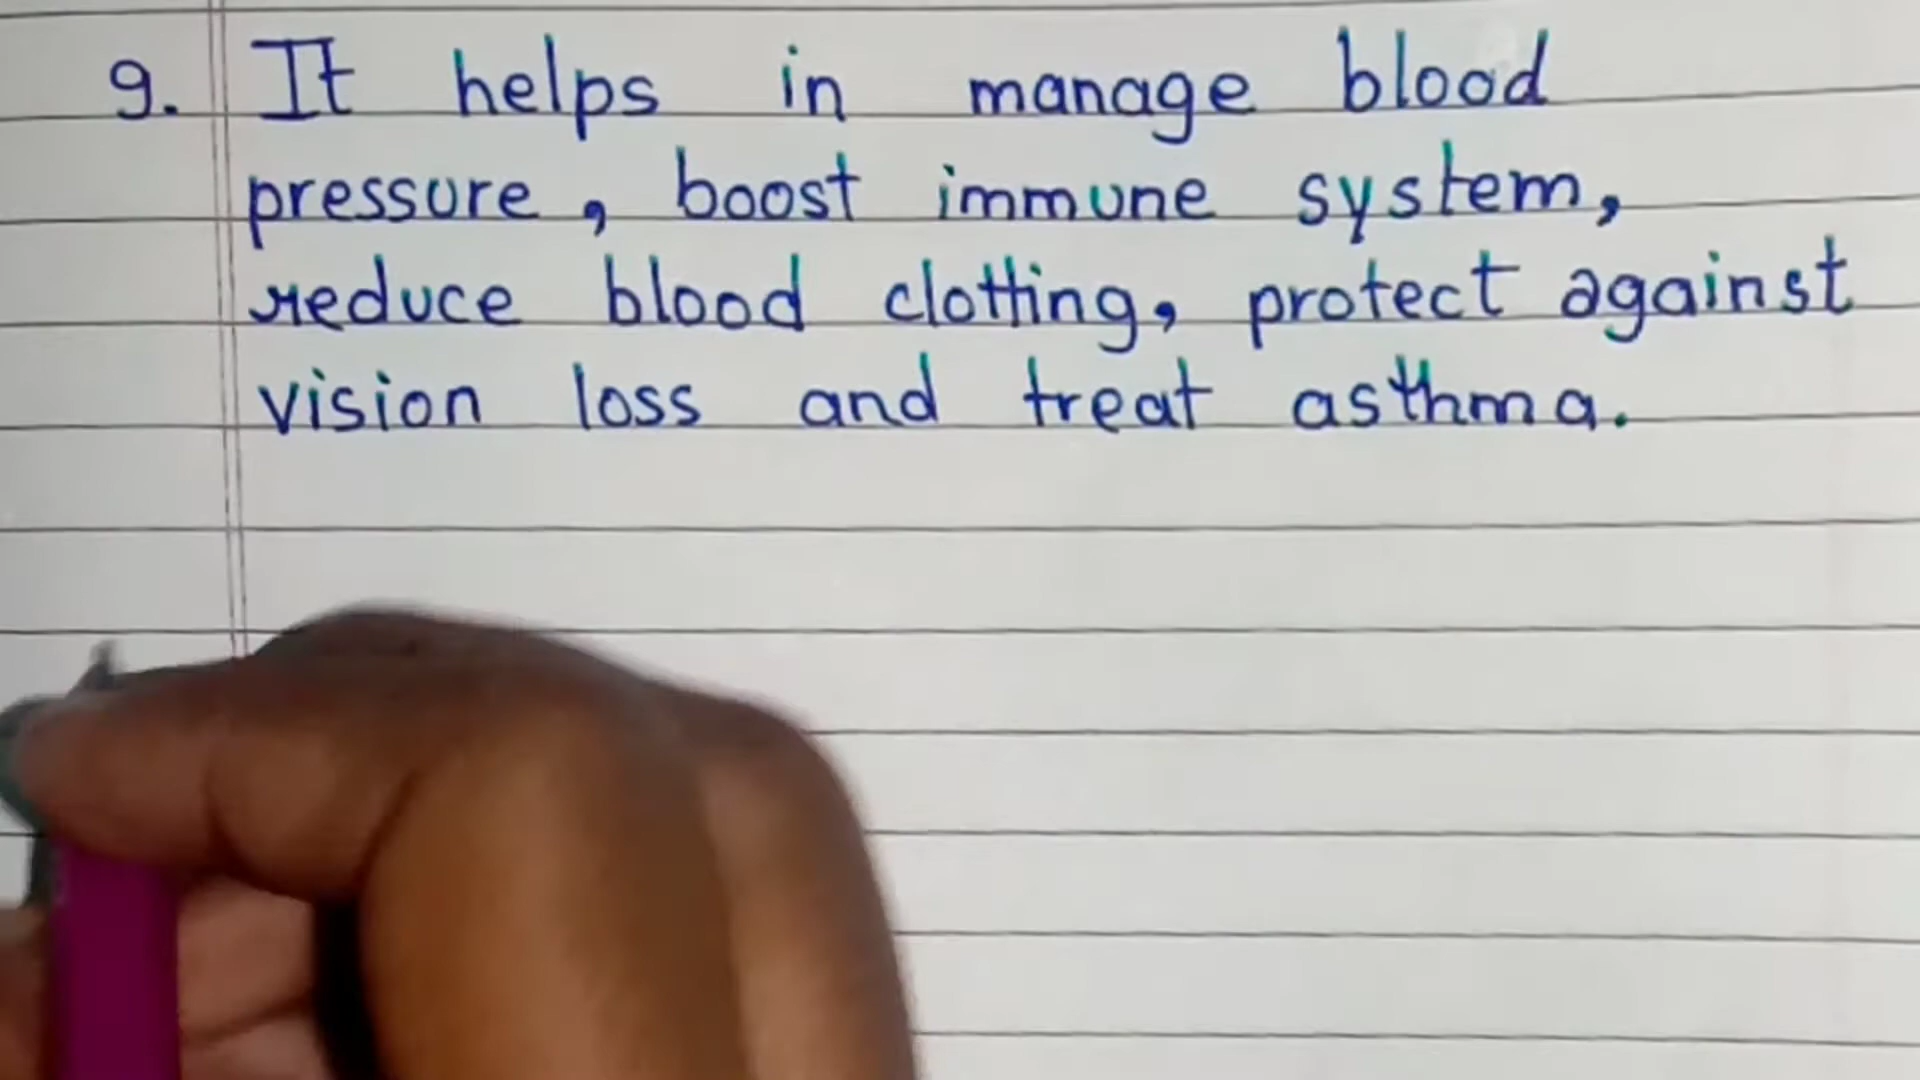 9. It helps in manage blood
pressure, boost immune system,
reduce blood clotting, protect against
vision loss and treat asthma.